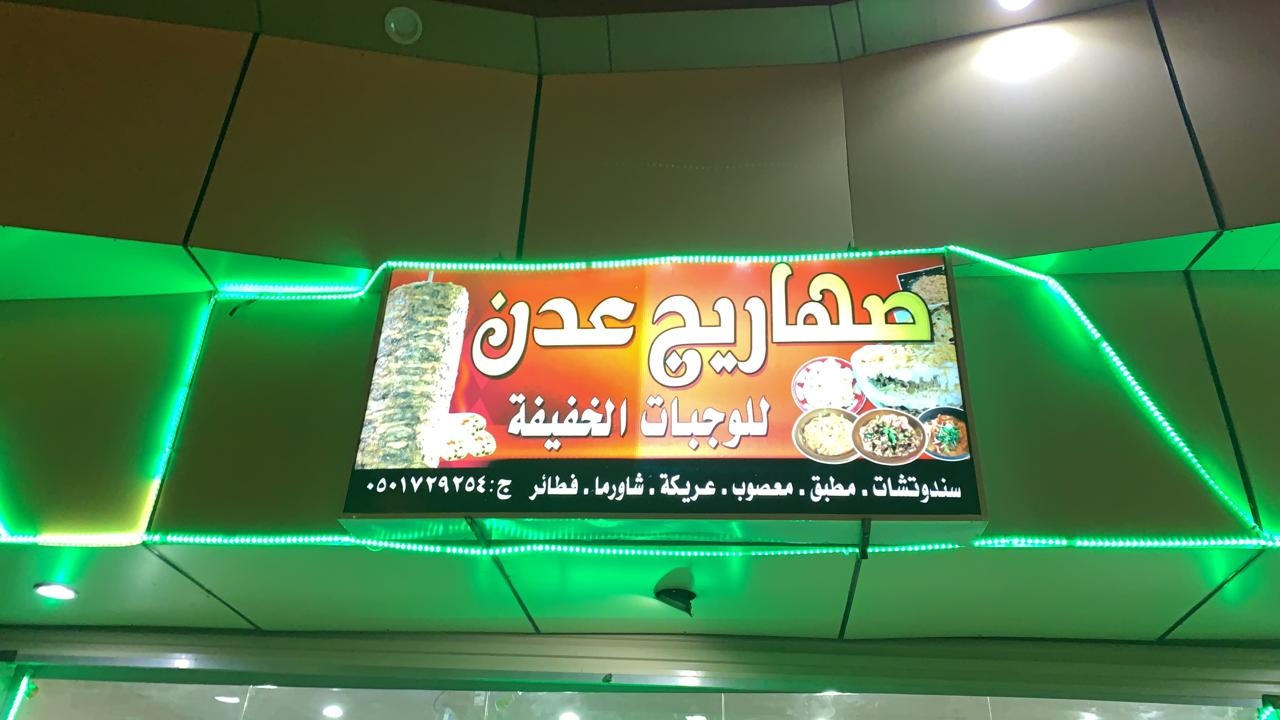 صهاريج عدن
للوجبات الخفيفة
سندوتشات . مطبق . معصوب . عريكة . شاورما . فطائر ج:٠٥٠١٧٢٩٢٥٤